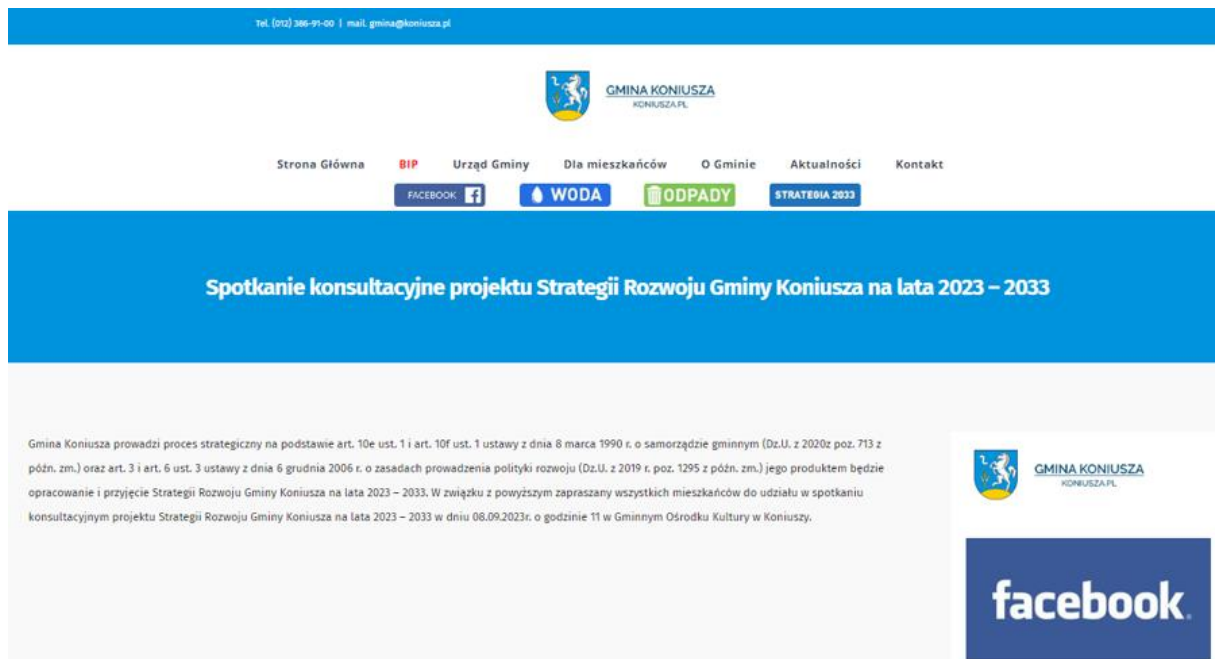 Tel. (012) 386-91-00 | mail. gmina@koniusza.pl
GMINA KONIUSZA
KONIUSZA.PL
Strona Główna BIP Urząd Gminy Dla mieszkańców O Gminie Aktualności Kontakt
FACEBOOK f WODA ODPADY STRATEGIA 2033
Spotkanie konsultacyjne projektu Strategii Rozwoju Gminy Koniusza na lata 2023 – 2033
Gmina Koniusza prowadzi proces strategiczny na podstawie art. 10e ust. 1 i art. 10f ust. 1 ustawy z dnia 8 marca 1990 r. o samorządzie gminnym (Dz.U. z 2020z poz. 713 z
późn. zm.) oraz art. 3 i art. 6 ust. 3 ustawy z dnia 6 grudnia 2006 r. o zasadach prowadzenia polityki rozwoju (Dz.U. z 2019 r. poz. 1295 z późn. zm.) jego produktem będzie
opracowanie i przyjęcie Strategii Rozwoju Gminy Koniusza na lata 2023 – 2033. W związku z powyższym zapraszany wszystkich mieszkańców do udziału w spotkaniu
konsultacyjnym projektu Strategii Rozwoju Gminy Koniusza na lata 2023 – 2033 w dniu 08.09.2023r. o godzinie 11 w Gminnym Ośrodku Kultury w Koniuszy.
GMINA KONIUSZA
KONIUSZA.PL
facebook.